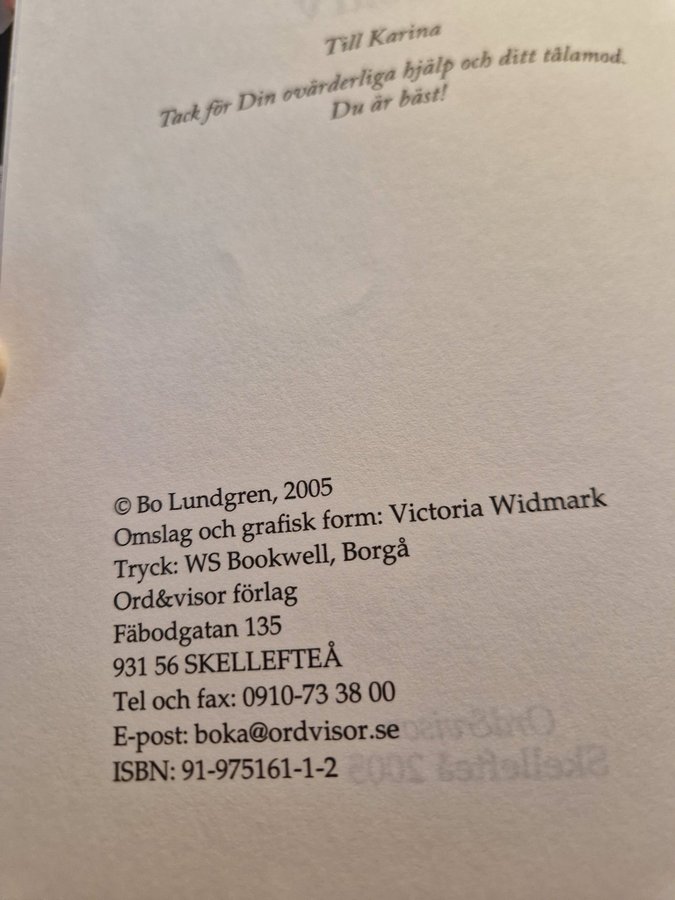 Till Karina
Tack för Din ovärderliga hjälp och ditt tålamod.
Du är bäst!
© Bo Lundgren, 2005
Omslag och grafisk form: Victoria Widmark
Tryck: WS Bookwell, Borgå
Ord&visor förlag
Fäbodgatan 135
931 56 SKELLEFTEÅ
Tel och fax: 0910-73 38 00
E-post: boka@ordvisor.se
ISBN: 91-975161-1-2